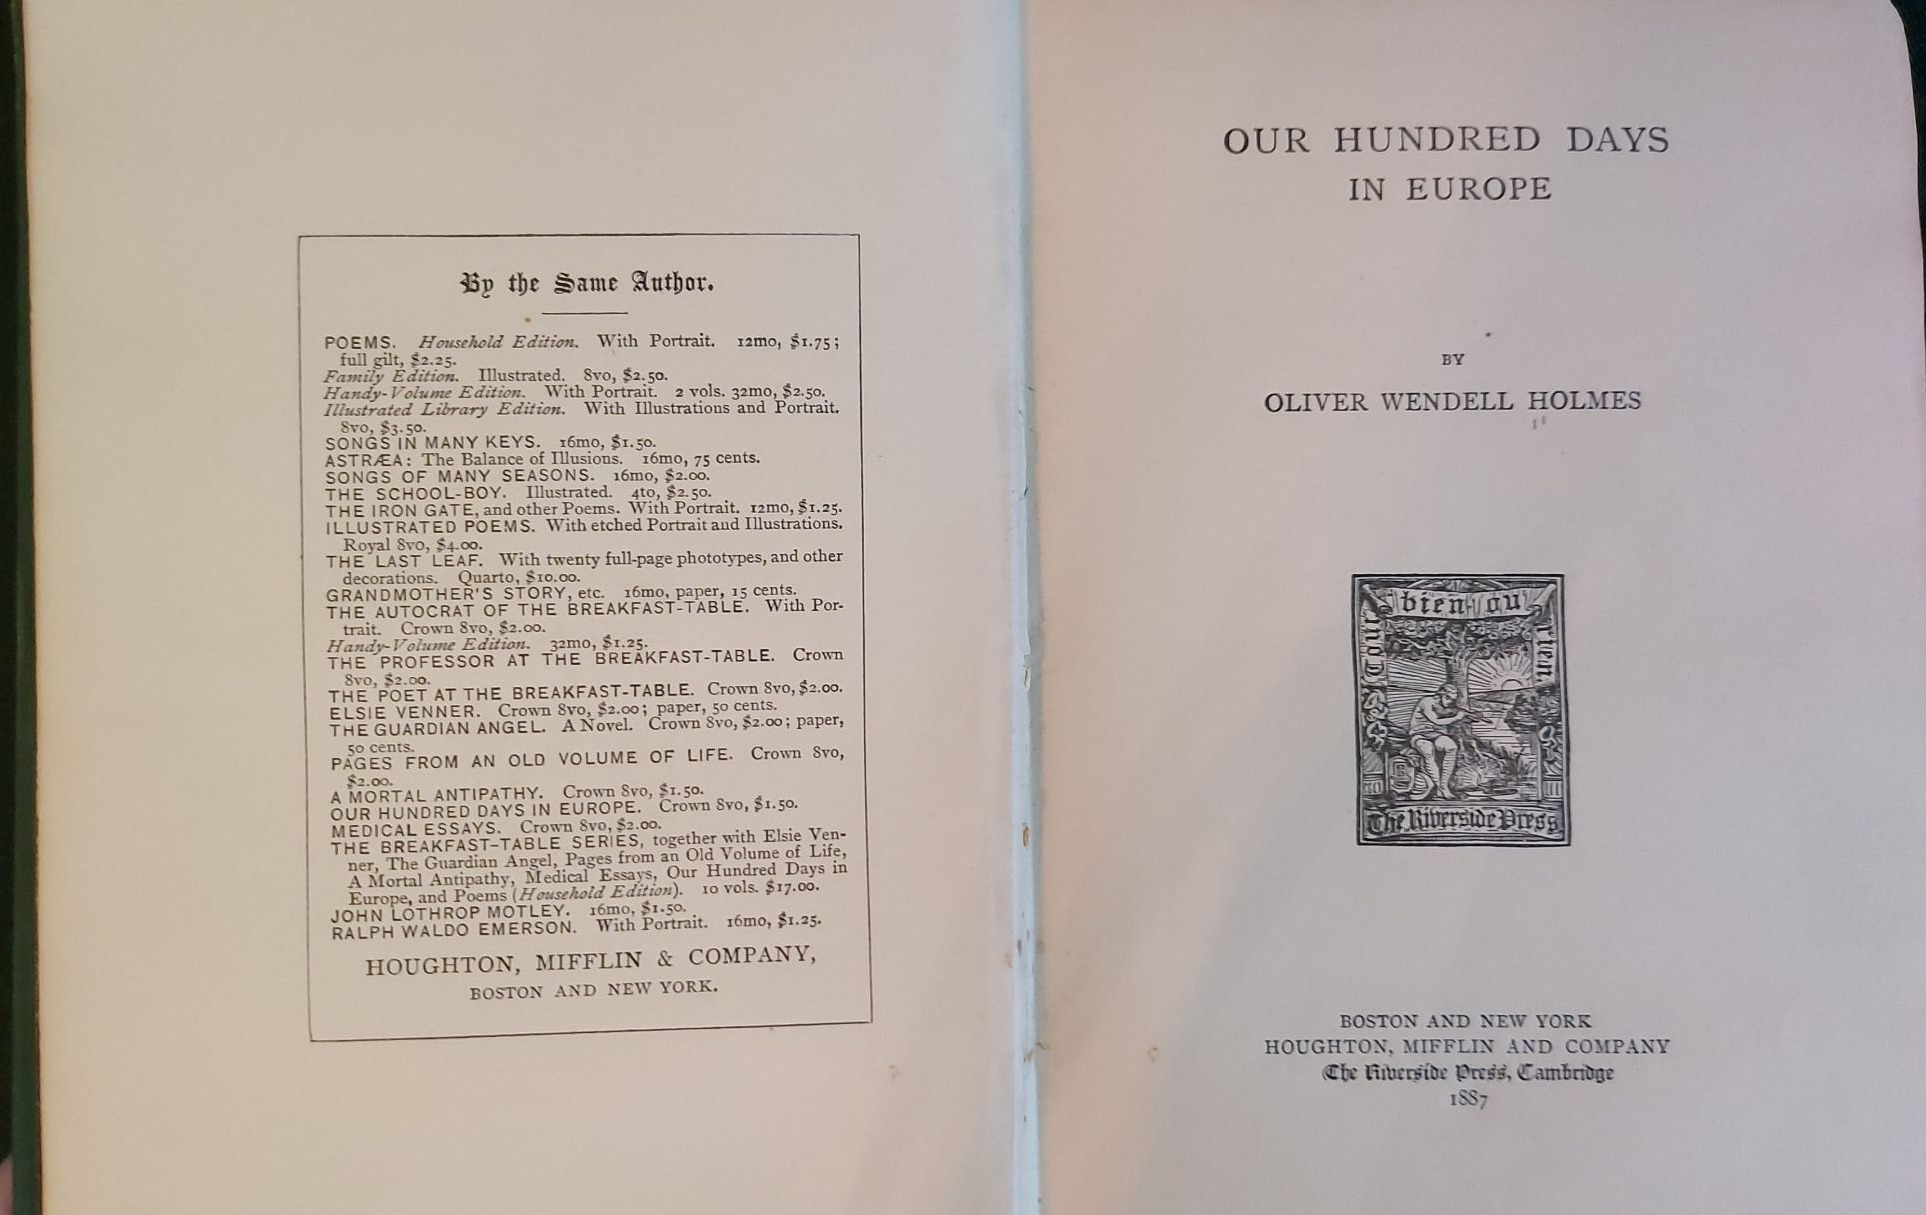 By the Same Author.
POEMS. Household Edition. With Portrait. 12mo, $1.75;
full gilt, $2.25.
Family Edition. Illustrated. 8vo, $2.50.
Handy-Volume Edition. With Portrait. 2 vols. 32mo, $2.50.
Illustrated Library Edition. With Illustrations and Portrait.
8vo, $3.50.
SONGS IN MANY KEYS. 16mo, $1.50.
ASTRÆA: The Balance of Illusions. 16mo, 75 cents.
SONGS OF MANY SEASONS. 16mo, $2.00.
THE SCHOOL-BOY. Illustrated. 4to, $2.50.
THE IRON GATE, and other Poems. With Portrait. 12mo, $1.25.
ILLUSTRATED POEMS. With etched Portrait and Illustrations.
Royal 8vo, $4.00.
THE LAST LEAF. With twenty full-page phototypes, and other
decorations. Quarto, $10.00.
GRANDMOTHER'S STORY, etc. 16mo, paper, 15 cents.
THE AUTOCRAT OF THE BREAKFAST-TABLE. With Por-
trait. Crown 8vo, $2.00.
Handy-Volume Edition. 32mo, $1.25.
THE PROFESSOR AT THE BREAKFAST-TABLE. Crown
8vo, $2.00.
THE POET AT THE BREAKFAST-TABLE. Crown 8vo, $2.00.
ELSIE VENNER. Crown 8vo, $2.00; paper, 50 cents.
THE GUARDIAN ANGEL. A Novel. Crown 8vo, $2.00; paper,
50 cents.
PAGES FROM AN OLD VOLUME OF LIFE. Crown 8vo,
$2.00.
A MORTAL ANTIPATHY. Crown 8vo, $1.50.
OUR HUNDRED DAYS IN EUROPE. Crown 8vo, $1.50.
MEDICAL ESSAYS. Crown 8vo, $2.00.
THE BREAKFAST-TABLE SERIES, together with Elsie Ven-
ner, The Guardian Angel, Pages from an Old Volume of Life,
A Mortal Antipathy, Medical Essays, Our Hundred Days in
Europe, and Poems (Household Edition). 10 vols. $17.00.
JOHN LOTHROP MOTLEY. 16mo, $1.50.
RALPH WALDO EMERSON. With Portrait. 16mo, $1.25.
HOUGHTON, MIFFLIN & COMPANY,
BOSTON AND NEW YORK.
OUR HUNDRED DAYS
IN EUROPE
BY
OLIVER WENDELL HOLMES
Tout
bien ou
rien
The Riverside Press
BOSTON AND NEW YORK
HOUGHTON, MIFFLIN AND COMPANY
The Riverside Press, Cambridge
1887